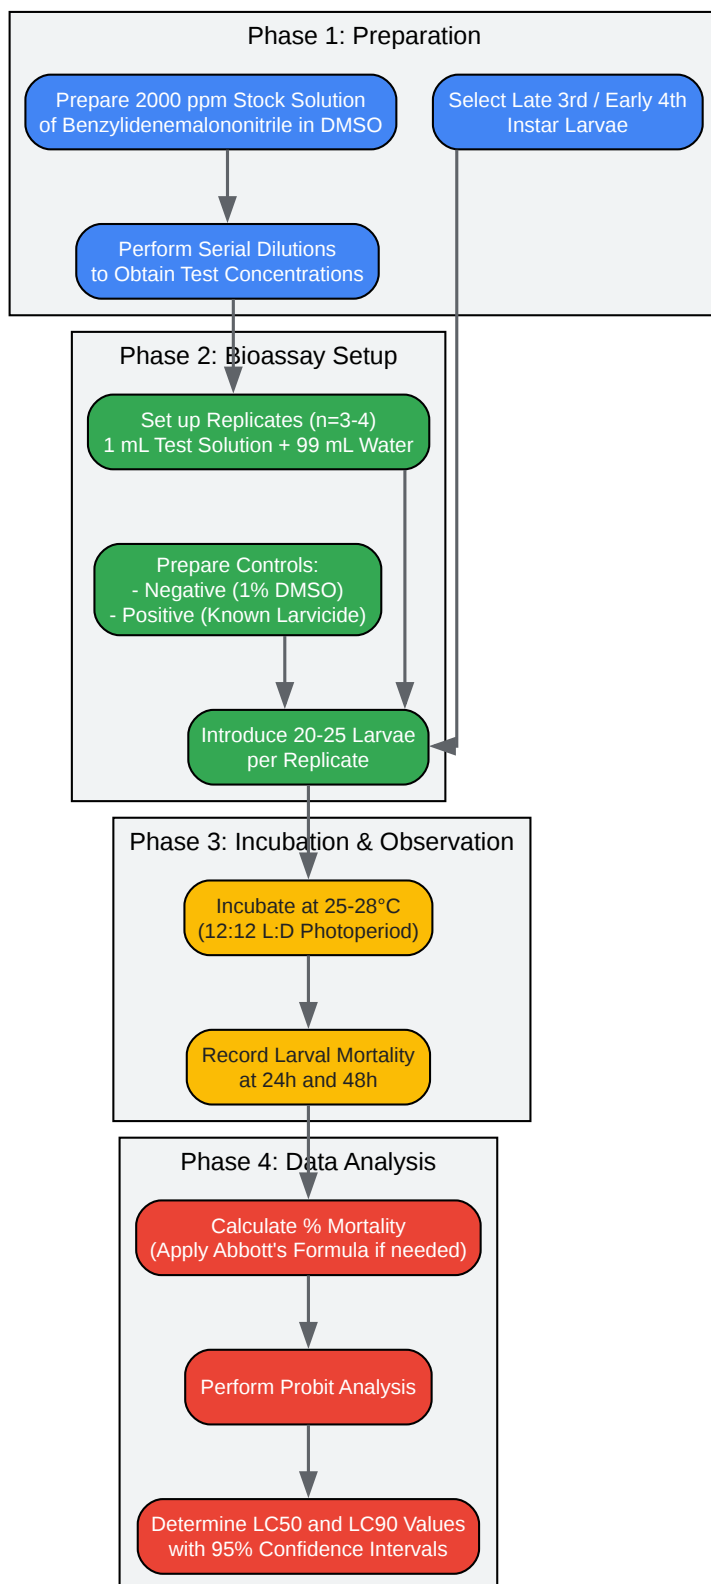 Phase 1: Preparation
Prepare 2000 ppm Stock Solution
of Benzylidenemalononitrile in DMSO
Select Late 3rd / Early 4th
Instar Larvae
Perform Serial Dilutions
to Obtain Test Concentrations
Phase 2: Bioassay Setup
Set up Replicates (n=3-4)
1 mL Test Solution + 99 mL Water
Prepare Controls:
- Negative (1% DMSO)
- Positive (Known Larvicide)
Introduce 20-25 Larvae
per Replicate
Phase 3: Incubation & Observation
Incubate at 25-28°C
(12:12 L:D Photoperiod)
Record Larval Mortality
at 24h and 48h
Phase 4: Data Analysis
Calculate % Mortality
(Apply Abbott's Formula if needed)
Perform Probit Analysis
Determine LC50 and LC90 Values
with 95% Confidence Intervals